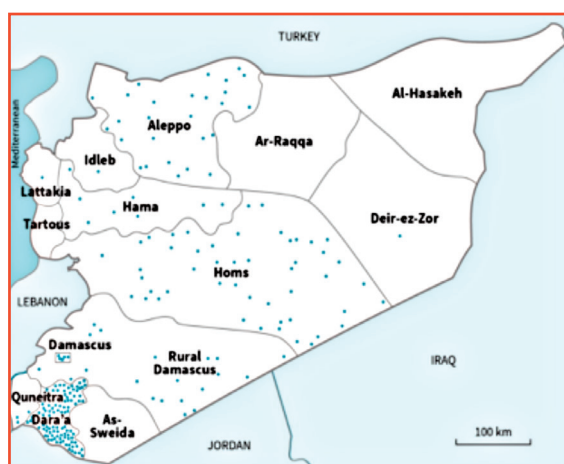 TURKEY
Mediterranean
Al-Hasakeh
Aleppo
Ar-Raqqa
Idleb
Lattakia
Hama
Tartous
Deir-ez-Zor
Homs
LEBANON
Damascus
Rural
Damascus
IRAQ
Quneitra
Dara'a
As-
Sweida
JORDAN
100 km